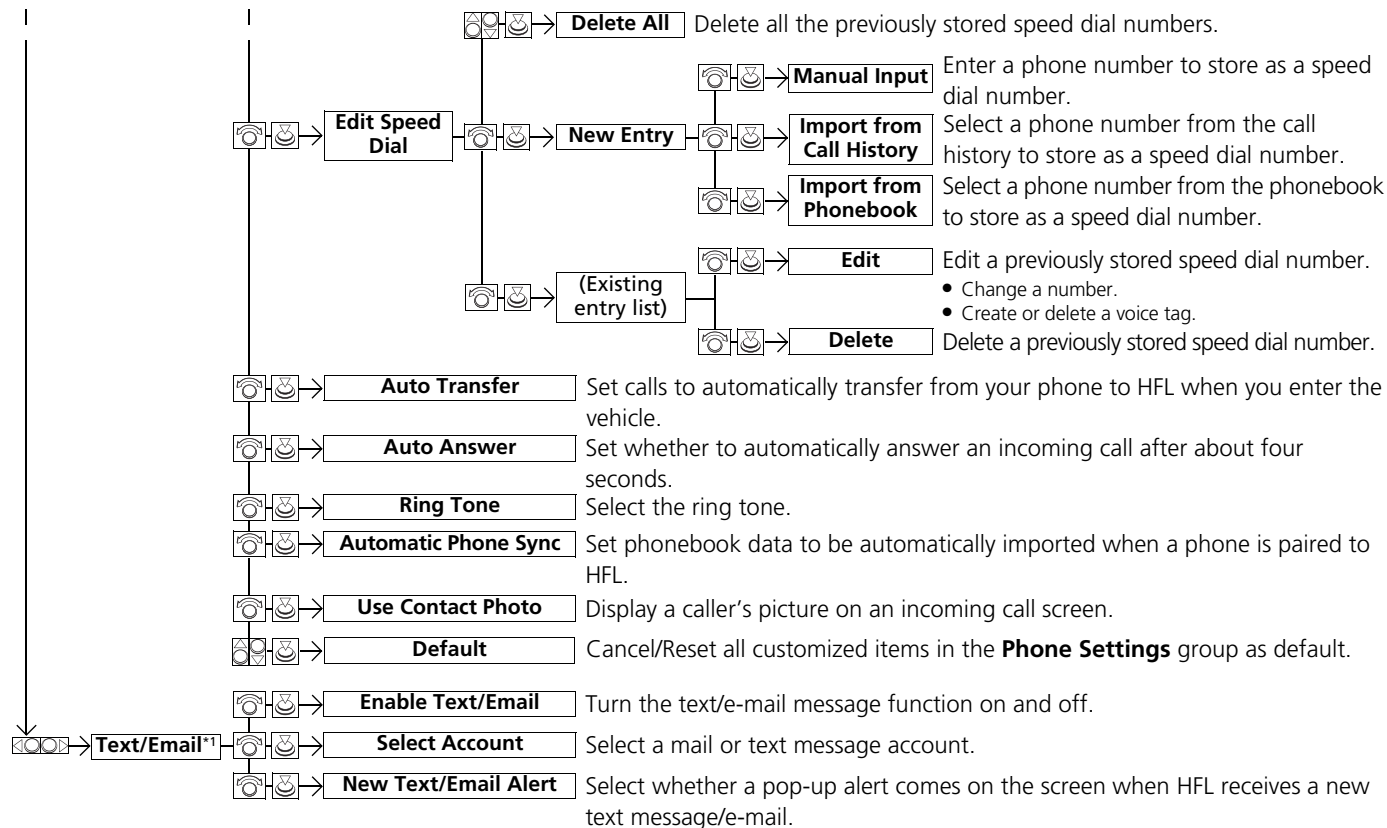 Delete All Delete all the previously stored speed dial numbers.
Manual Input Enter a phone number to store as a speed
dial number.
Edit Speed
Dial
New Entry
Import from
Call History
Select a phone number from the call
history to store as a speed dial number.
Import from
Phonebook
Select a phone number from the phonebook
to store as a speed dial number.
(Existing
entry list)
Edit Edit a previously stored speed dial number.
• Change a number.
• Create or delete a voice tag.
Delete Delete a previously stored speed dial number.
Auto Transfer Set calls to automatically transfer from your phone to HFL when you enter the
vehicle.
Auto Answer Set whether to automatically answer an incoming call after about four
seconds.
Ring Tone Select the ring tone.
Automatic Phone Sync Set phonebook data to be automatically imported when a phone is paired to
HFL.
Use Contact Photo Display a caller's picture on an incoming call screen.
Default Cancel/Reset all customized items in the Phone Settings group as default.
Enable Text/Email Turn the text/e-mail message function on and off.
Text/Email*1 Select Account Select a mail or text message account.
New Text/Email Alert Select whether a pop-up alert comes on the screen when HFL receives a new
text message/e-mail.